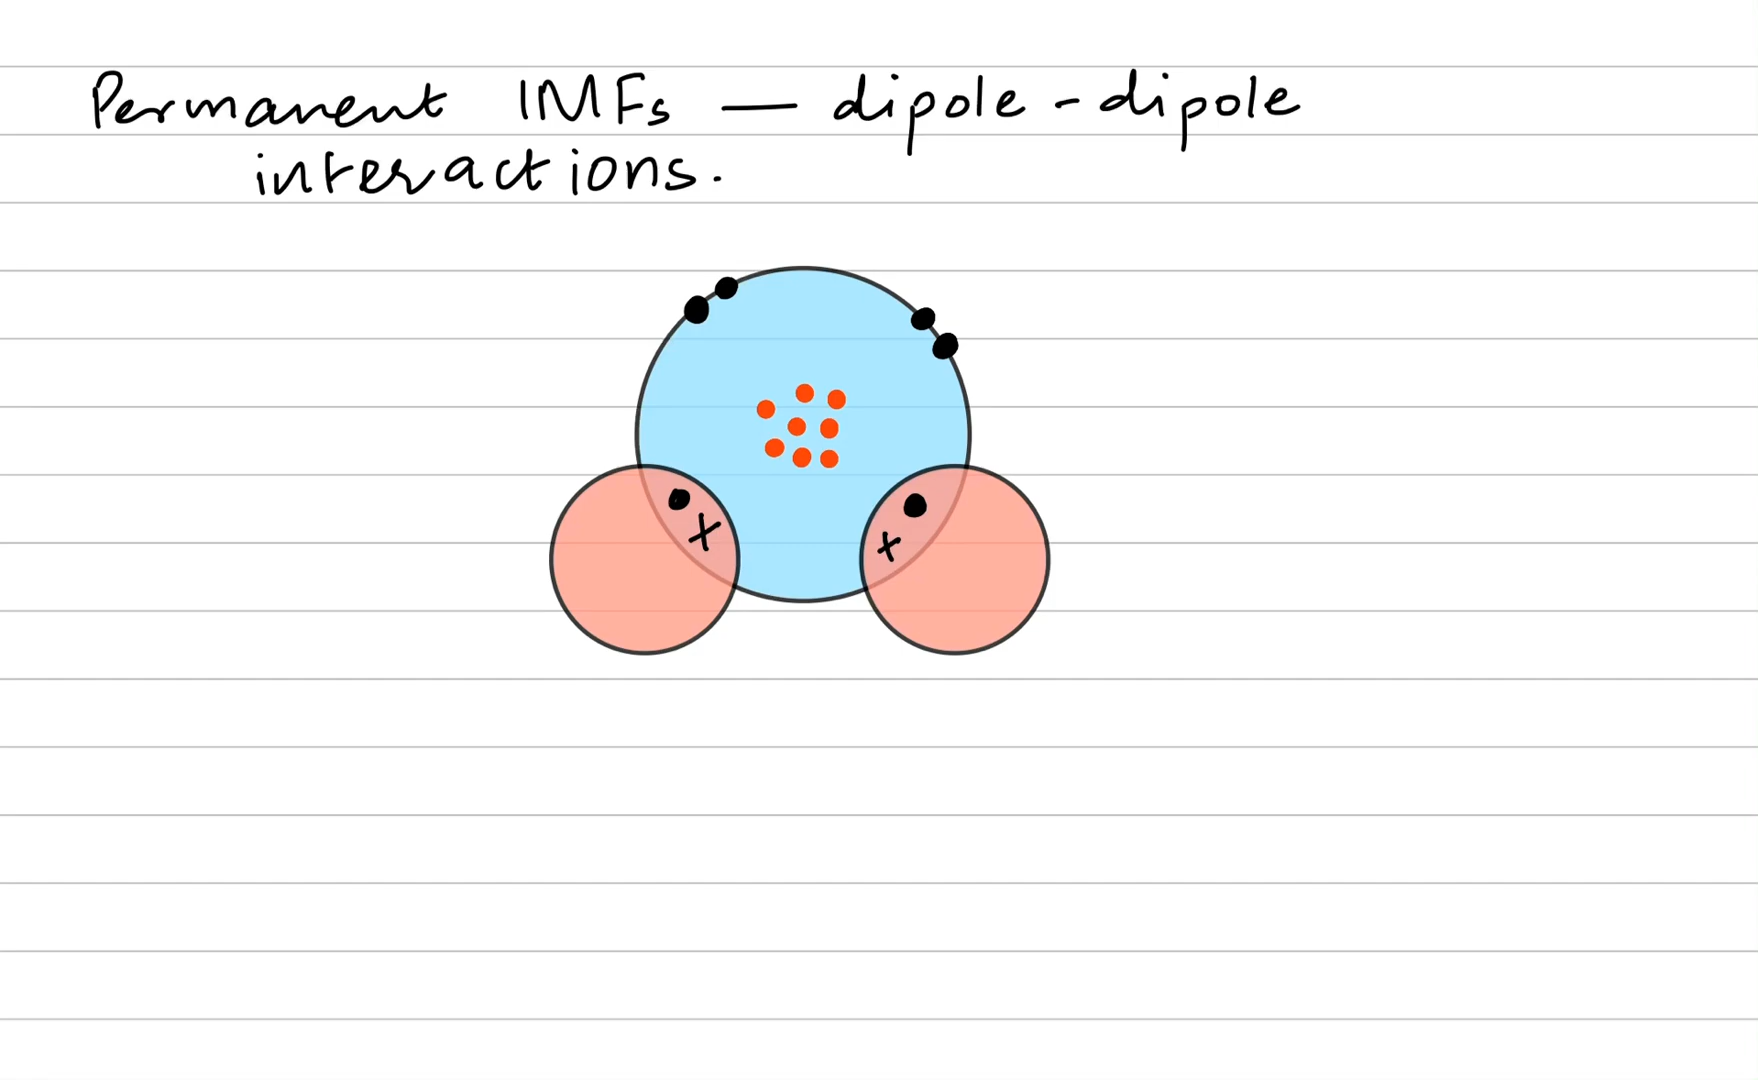 Permanent IMFs — dipole-dipole
interactions.
x x